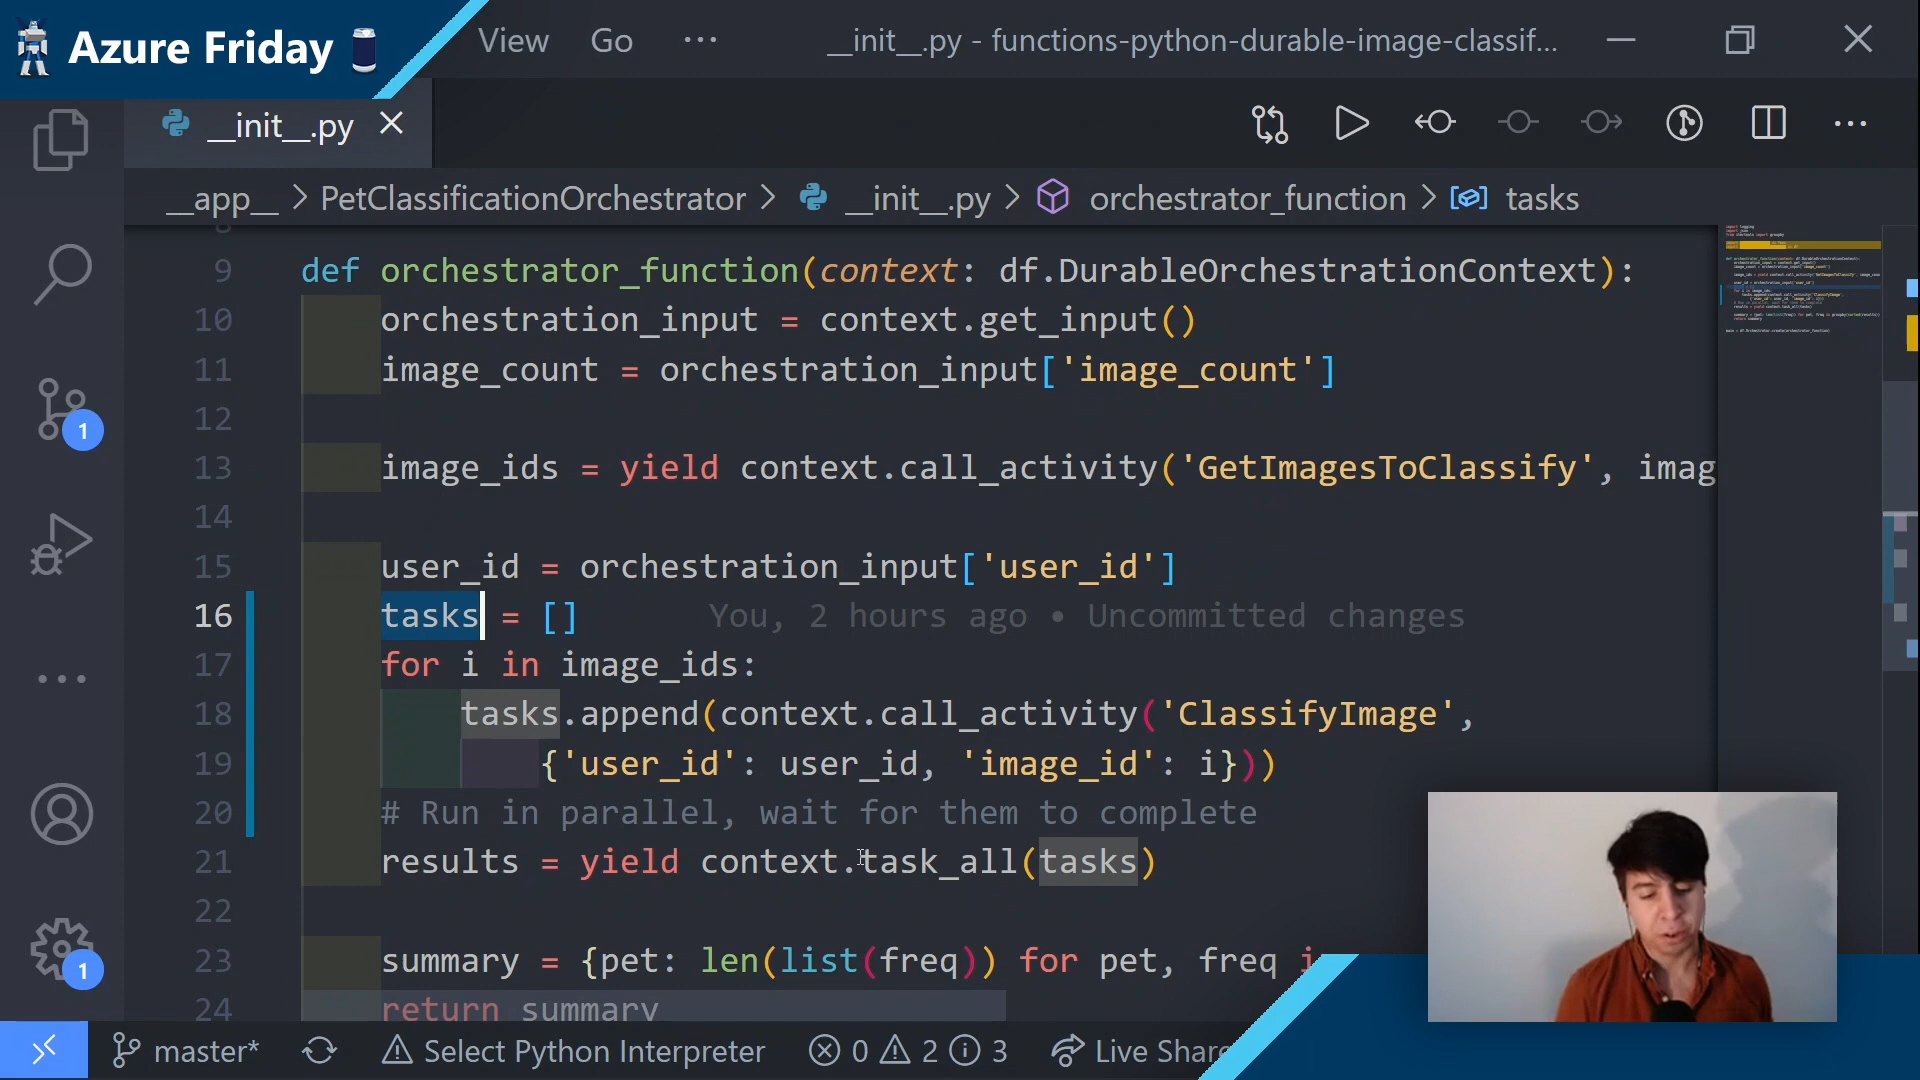 Azure Friday
View Go ... __init__.py - functions-python-durable-image-classif...
__init__.py
__app__ > PetClassificationOrchestrator > __init__.py > orchestrator_function > tasks
8
9 def orchestrator_function(context: df.DurableOrchestrationContext):
10 orchestration_input = context.get_input()
11 image_count = orchestration_input['image_count']
12
13 image_ids = yield context.call_activity('GetImagesToClassify', imag
14
15 user_id = orchestration_input['user_id']
16 tasks = [] You, 2 hours ago • Uncommitted changes
17 for i in image_ids:
18 tasks.append(context.call_activity('ClassifyImage',
19 {'user_id': user_id, 'image_id': i}))
20 # Run in parallel, wait for them to complete
21 results = yield context.task_all(tasks)
22
23 summary = {pet: len(list(freq)) for pet, freq i
24 return summary
1
1
master* Select Python Interpreter 0 2 3 Live Share